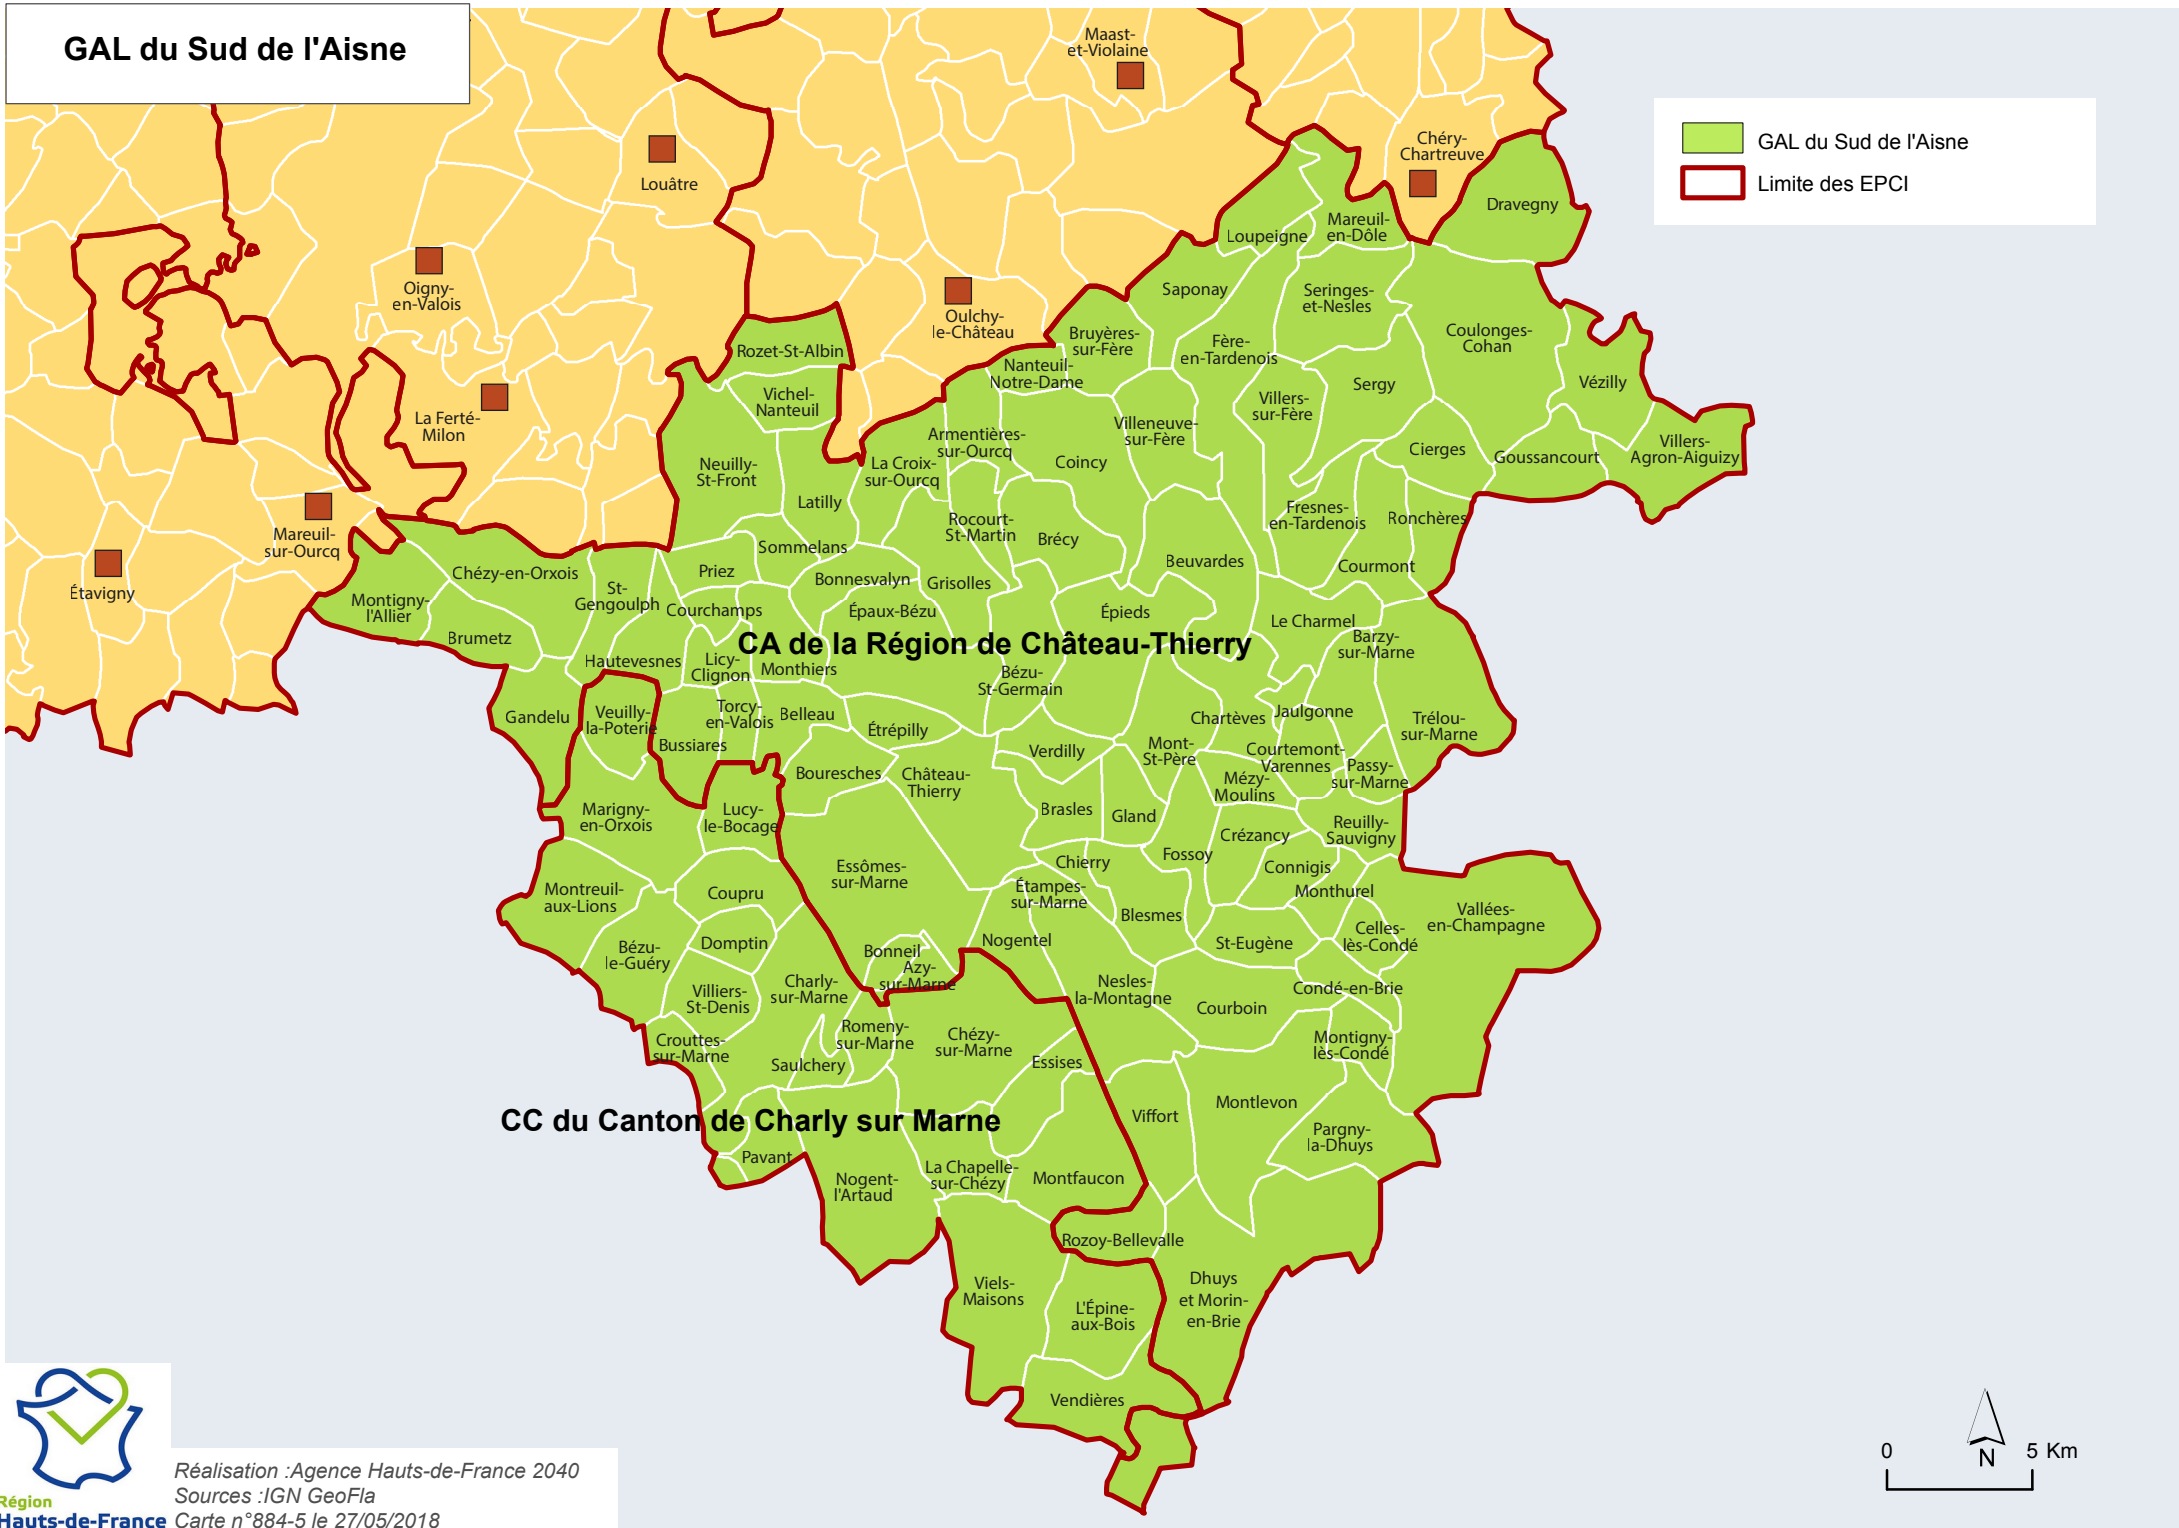 GAL du Sud de l'Aisne
Maast-
et-Violaine
Chéry-
Chartreuve
GAL du Sud de l'Aisne
Limite des EPCI
Louâtre
Dravegny
Mareuil-
en-Dôle
Loupeigne
Oigny-
en-Valois
Saponay
Seringes-
et-Nesles
Oulchy-
le-Château
Bruyères-
sur-Fère
Fère-
en-Tardenois
Coulonges-
Cohan
Rozet-St-Albin
Nanteuil-
Notre-Dame
Sergy
Vézilly
Vichel-
Nanteuil
Villers-
sur-Fère
La Ferté-
Milon
Villeneuve-
sur-Fère
Armentières-
sur-Ourcq
Cierges
Goussancourt
Villers-
Agron-Aiguizy
Neuilly-
St-Front
La Croix-
sur-Ourcq
Coincy
Latilly
Fresnes-
en-Tardenois
Ronchères
Mareuil-
sur-Ourcq
Rocourt-
St-Martin
Brécy
Sommelans
Beuvardes
Courmont
Étavigny
Chézy-en-Orxois
Priez
Bonnesvalyn
Grisolles
Montigny-
l'Allier
St-
Gengoulph
Courchamps
Épaux-Bézu
Épieds
Le Charmel
Brumetz
CA de la Région de Château-Thierry
Barzy-
sur-Marne
Hautevesnes
Licy-
Clignon
Monthiers
Bézu-
St-Germain
Gandelu
Veuilly-
la-Poterie
Torcy-
en-Valois
Belleau
Étrépilly
Chartèves
Jaulgonne
Trélou-
sur-Marne
Bussiares
Verdilly
Mont-
St-Père
Courtemont-
Varennes
Bouresches
Château-
Thierry
Mézy-
Moulins
Passy-
sur-Marne
Marigny-
en-Orxois
Lucy-
le-Bocage
Brasles
Gland
Reuilly-
Sauvigny
Crézancy
Essômes-
sur-Marne
Chierry
Fossoy
Connigis
Montreuil-
aux-Lions
Coupru
Étampes-
sur-Marne
Monthurel
Blesmes
Vallées-
en-Champagne
Bézu-
le-Guéry
Domptin
Bonneil
Nogentel
St-Eugène
Celles-
lès-Condé
Azy-
sur-Marne
Villiers-
St-Denis
Charly-
sur-Marne
Nesles-
la-Montagne
Condé-en-Brie
Courboin
Crouttes-
sur-Marne
Romeny-
sur-Marne
Chézy-
sur-Marne
Montigny-
lès-Condé
Saulchery
Essises
CC du Canton de Charly sur Marne
Viffort
Montlevon
Pargny-
la-Dhuys
Pavant
Nogent-
l'Artaud
La Chapelle-
sur-Chézy
Montfaucon
Rozoy-Bellevalle
Viels-
Maisons
L'Épine-
aux-Bois
Dhuys
et Morin-
en-Brie
Vendières
0 N 5 Km
Région
Hauts-de-France
Réalisation :Agence Hauts-de-France 2040
Sources :IGN GeoFla
Carte n°884-5 le 27/05/2018